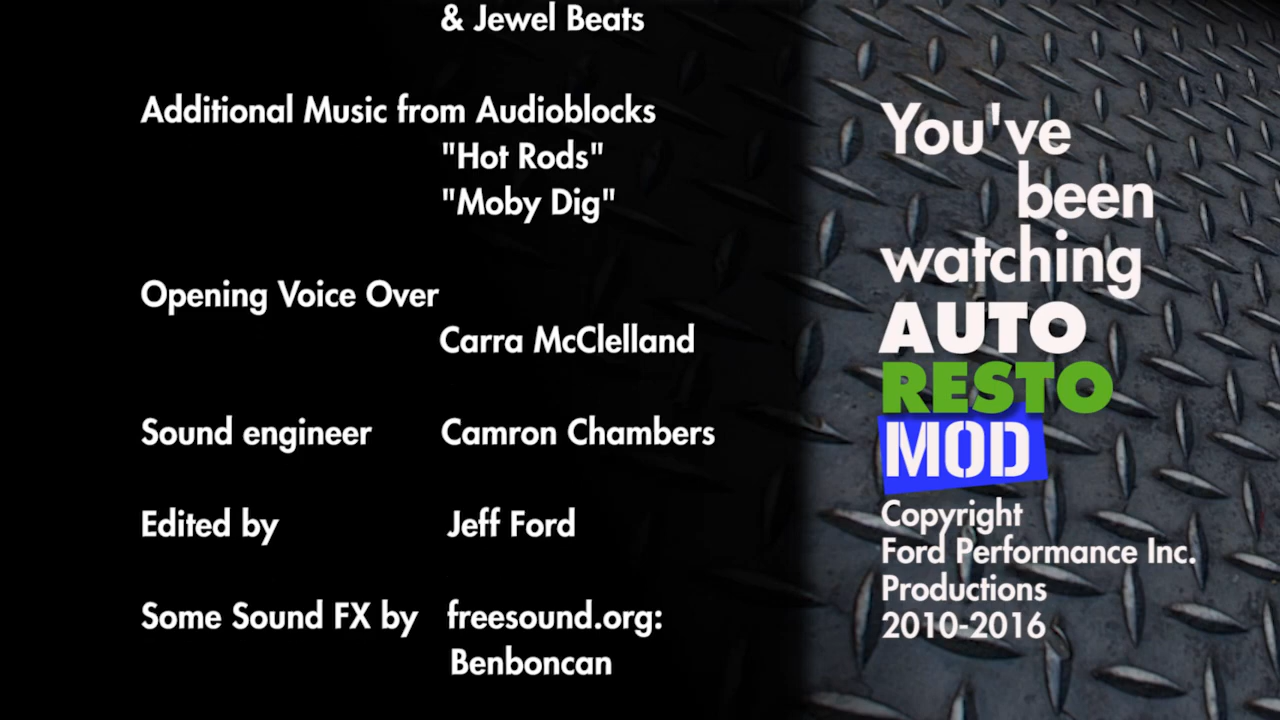 & Jewel Beats
Additional Music from Audioblocks
"Hot Rods"
"Moby Dig"
Opening Voice Over
Carra McClelland
Sound engineer Camron Chambers
Edited by Jeff Ford
Some Sound FX by freesound.org:
Benboncan
You've
been
watching
AUTO
RESTO
MOD
Copyright
Ford Performance Inc.
Productions
2010-2016